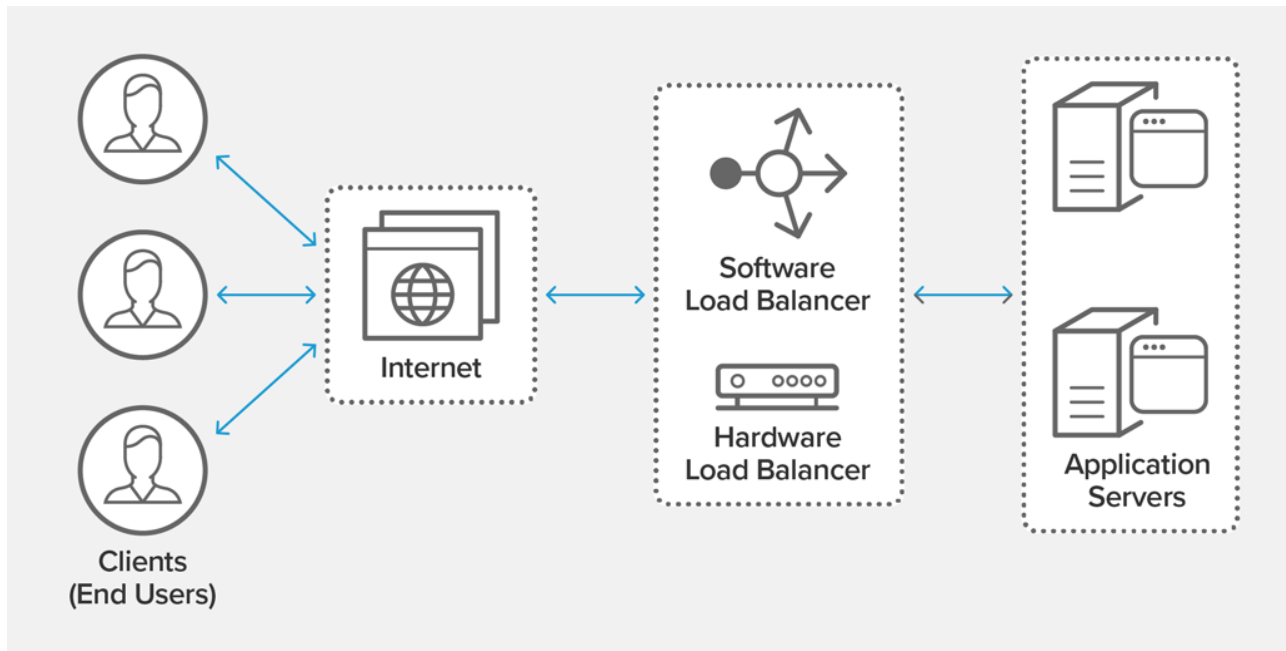 Clients
(End Users)
Internet
Software
Load Balancer
Hardware
Load Balancer
Application
Servers